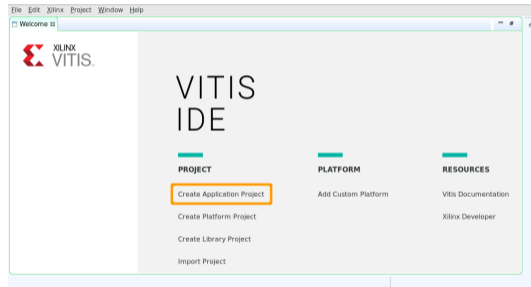 File Edit Xilinx Project Window Help
Welcome
XILINX
VITIS.
VITIS
IDE
PROJECT PLATFORM RESOURCES
Create Application Project Add Custom Platform Vitis Documentation
Create Platform Project Xilinx Developer
Create Library Project
Import Project